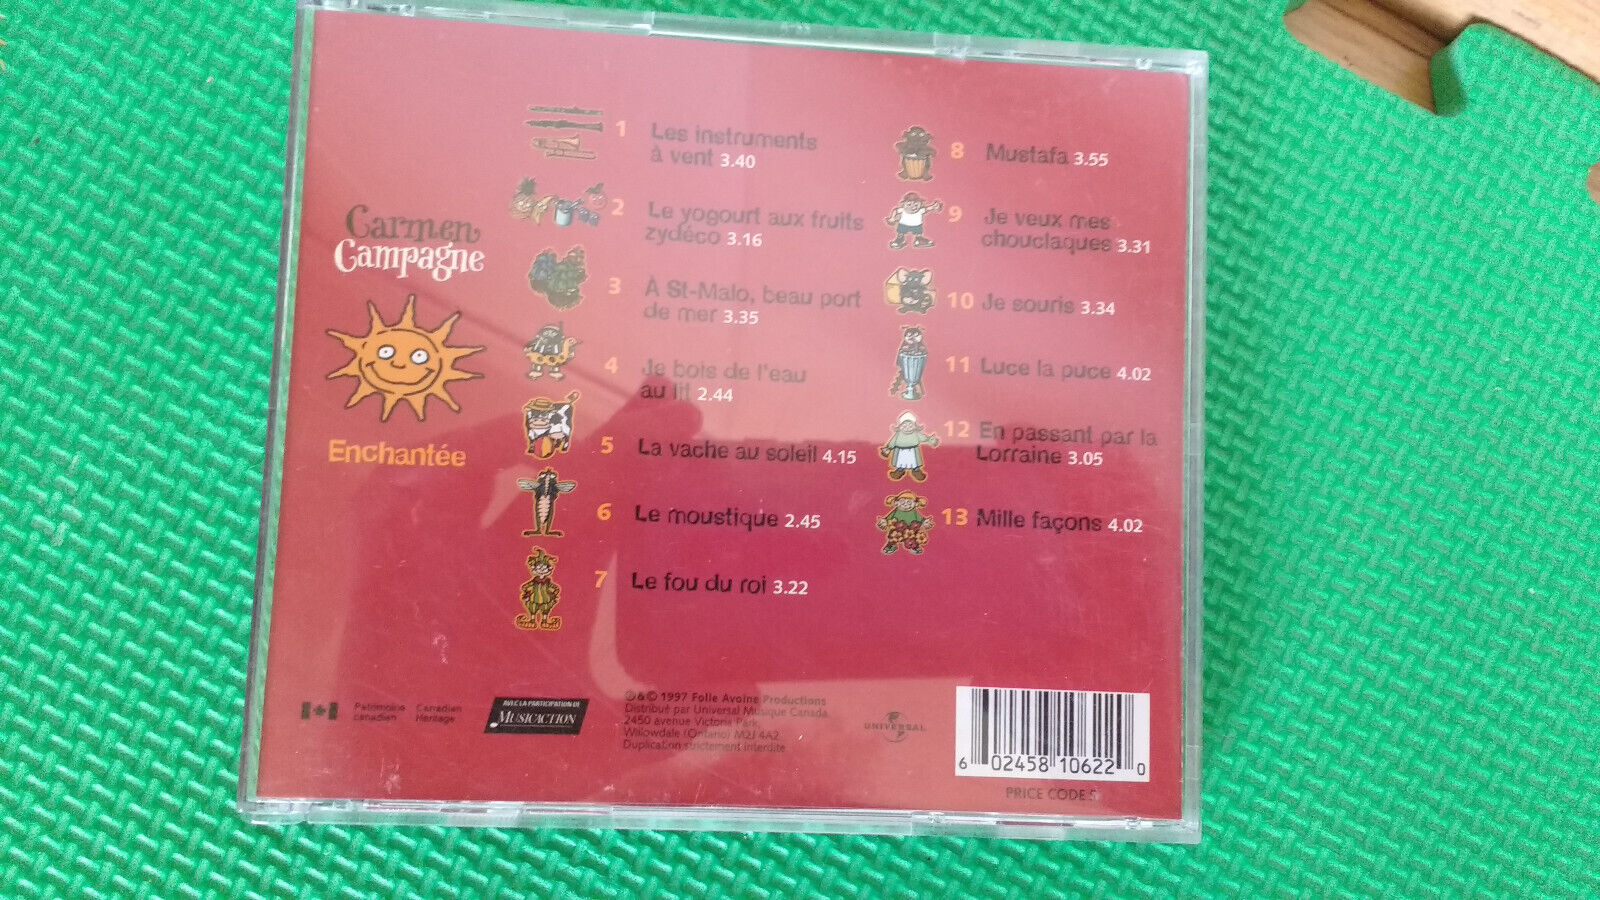 Carmen
Campagne
Enchantée
1 Les instruments
à vent 3.40
2 Le yogourt aux fruits
zydéco 3.16
3 À St-Malo, beau port
de mer 3.35
4 Je bois de l'eau
au lit 2.44
5 La vache au soleil 4.15
6 Le moustique 2.45
7 Le fou du roi 3.22
8 Mustafa 3.55
9 Je veux mes
chouclaques 3.31
10 Je souris 3.34
11 Luce la puce 4.02
12 En passant par la
Lorraine 3.05
13 Mille façons 4.02
Patrimoine Canadian
canadien Heritage
AVEC LA PARTICIPATION DE
MUSICACTION
℗&© 1997 Folle Avoine Productions
Distribué par Universal Musique Canada,
2450 avenue Victoria Park,
Willowdale (Ontario) M2J 4A2
Duplication strictement interdite
UNIVERSAL
6 02458 10622 0
PRICE CODE S